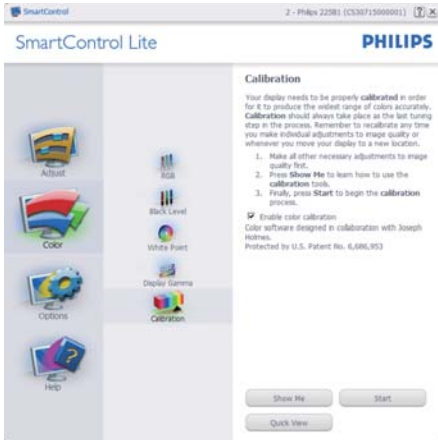 SmartControl
2 - Philips 225B1 (CS30715000001)
SmartControl Lite
PHILIPS
Adjust
Color
Options
Help
RGB
Black Level
White Point
Display Gamma
Calibration
Calibration
Your display needs to be properly calibrated in order
for it to produce the widest range of colors accurately.
Calibration should always take place as the last tuning
step in the process. Remember to recalibrate any time
you make individual adjustments to image quality or
whenever you move your display to a new location.
1. Make all other necessary adjustments to image
quality first.
2. Press Show Me to learn how to use the
calibration tools.
3. Finally, press Start to begin the calibration
process.
Enable color calibration
Color software designed in collaboration with Joseph
Holmes.
Protected by U.S. Patent No. 6,686,953
Show Me
Start
Quick View